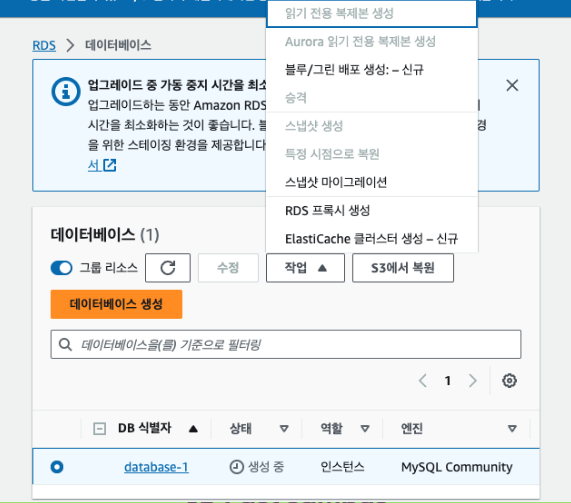 읽기 전용 복제본 생성
Aurora 읽기 전용 복제본 생성
블루/그린 배포 생성: – 신규
승격
스냅샷 생성
특정 시점으로 복원
스냅샷 마이그레이션
RDS 프록시 생성
ElastiCache 클러스터 생성 – 신규
RDS > 데이터베이스
업그레이드 중 가동 중지 시간을 최소
업그레이드하는 동안 Amazon RDS
시간을 최소화하는 것이 좋습니다. 경
을 위한 스테이징 환경을 제공합니다
서
데이터베이스 (1)
그룹 리소스 수정 작업 ▲ S3에서 복원
데이터베이스 생성
데이터베이스을(를) 기준으로 필터링
< 1 >
DB 식별자 ▲ 상태 ▽ 역할 ▽ 엔진 ▽
database-1 생성 중 인스턴스 MySQL Community